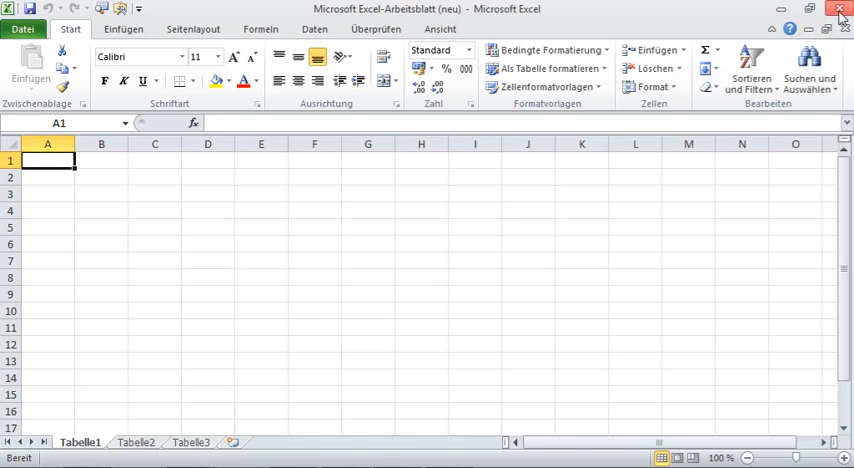 Microsoft Excel-Arbeitsblatt (neu) - Microsoft Excel
Datei Start Einfügen Seitenlayout Formeln Daten Überprüfen Ansicht
Einfügen
Calibri 11
F K U
Standard
% 000
Bedingte Formatierung
Als Tabelle formatieren
Zellenformatvorlagen
Einfügen
Löschen
Format
Σ
Sortieren
und Filtern
Suchen und
Auswählen
Zwischenablage Schriftart Ausrichtung Zahl Formatvorlagen Zellen Bearbeiten
A1 fx
A B C D E F G H I J K L M N O
1
2
3
4
5
6
7
8
9
10
11
12
13
14
15
16
17
Tabelle1 Tabelle2 Tabelle3
Bereit 100 %